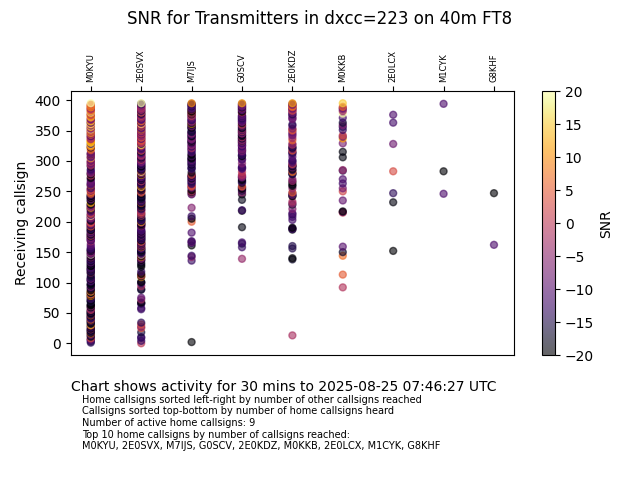 SNR for Transmitters in dxcc=223 on 40m FT8
M0KYU
2E0SVX
M7IJS
G0SCV
2E0KDZ
M0KKB
2E0LCX
M1CYK
G8KHF
400
350
300
250
200
150
100
50
0
Receiving callsign
20
15
10
5
0
−5
−10
−15
−20
SNR
Chart shows activity for 30 mins to 2025-08-25 07:46:27 UTC
Home callsigns sorted left-right by number of other callsigns reached
Callsigns sorted top-bottom by number of home callsigns heard
Number of active home callsigns: 9
Top 10 home callsigns by number of callsigns reached:
M0KYU, 2E0SVX, M7IJS, G0SCV, 2E0KDZ, M0KKB, 2E0LCX, M1CYK, G8KHF